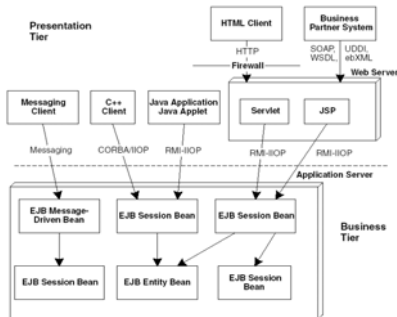 Presentation
Tier
HTML Client
Business
Partner System
HTTP
SOAP,
WSDL,
UDDI,
ebXML
Firewall
Web Server
Messaging
Client
C++
Client
Java Application
Java Applet
Servlet
JSP
Messaging
CORBA/IIOP
RMI-IIOP
RMI-IIOP
RMI-IIOP
Application Server
EJB Message-
Driven Bean
EJB Session Bean
EJB Session Bean
Business
Tier
EJB Session Bean
EJB Entity Bean
EJB Session
Bean